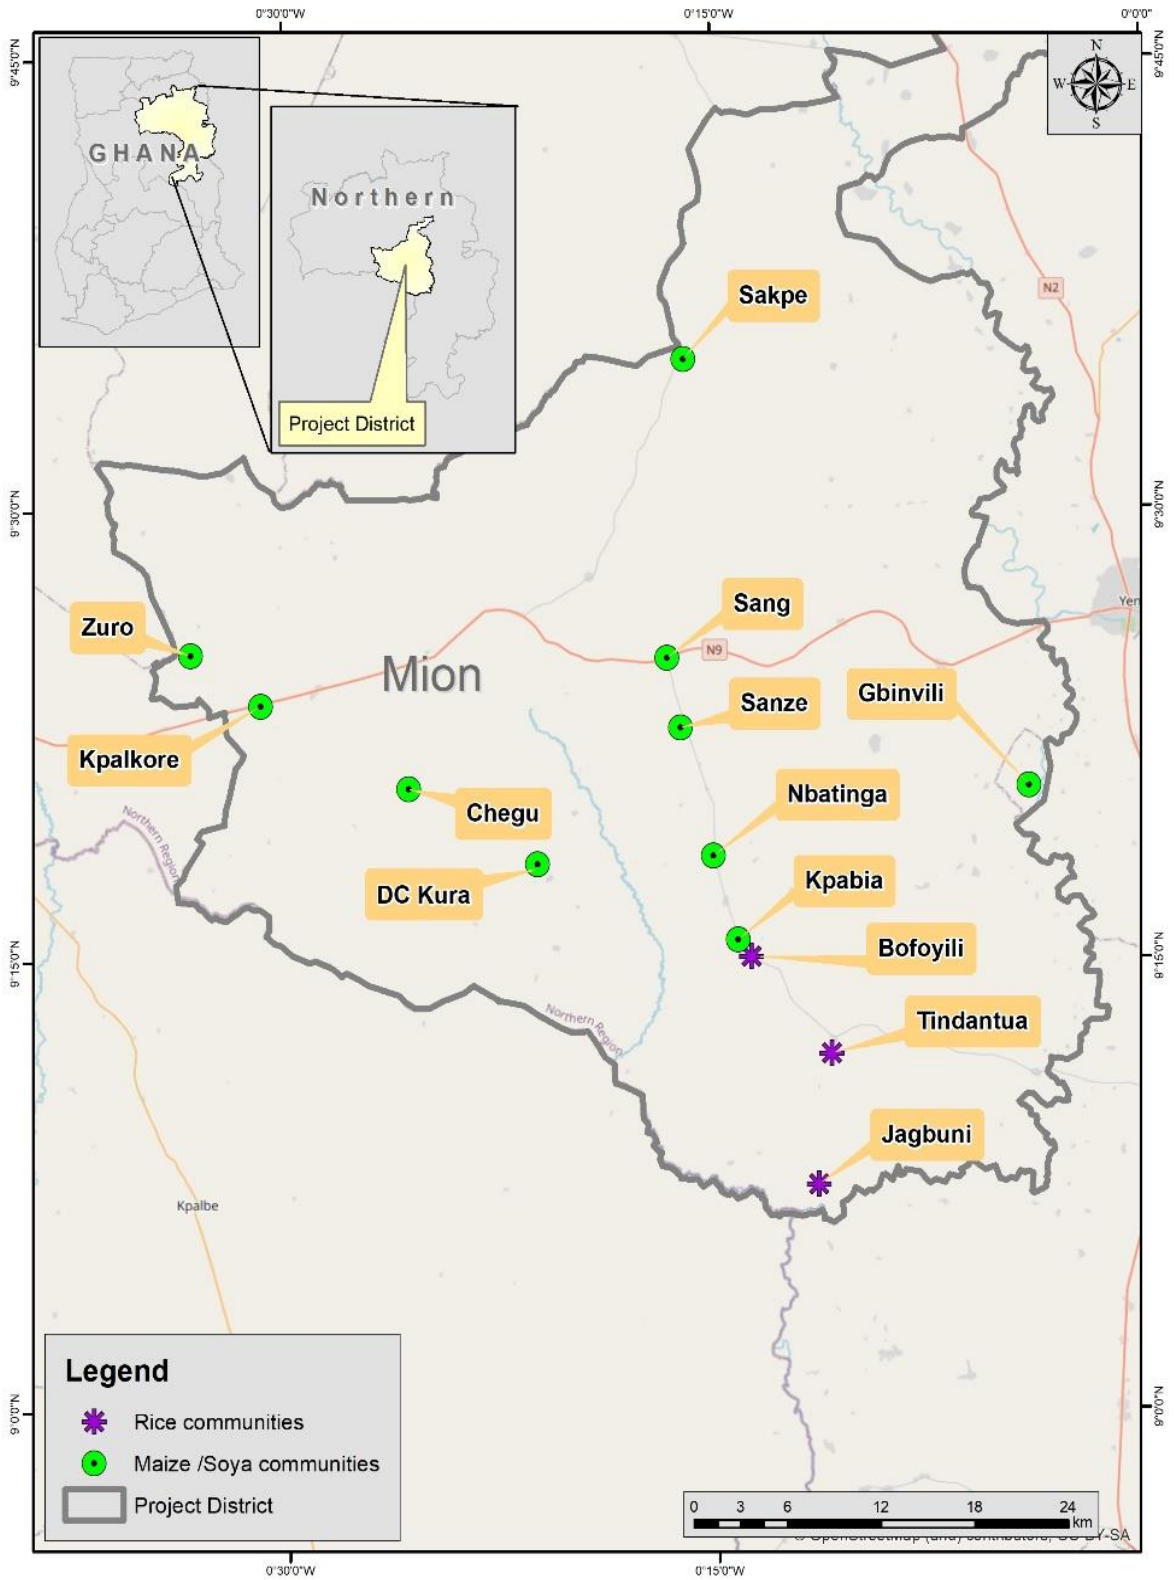 0°30'0"W
0°15'0"W
0°0'0"
9°45'0"N
9°45'0"N
N
W
E
S
GHANA
Northern
Project District
N2
Sakpe
9°30'0"N
9°30'0"N
Zuro
Sang
N9
Mion
Sanze
Gbinvili
Kpalkore
Chegu
Nbatinga
Northern Region
DC Kura
Kpabia
Bofoyili
9°15'0"N
9°15'0"N
Northern Region
Tindantua
Jagbuni
Kpalbe
Legend
Rice communities
Maize /Soya communities
Project District
9°0'0"N
9°0'0"N
0 3 6 12 18 24
km
0°30'0"W
0°15'0"W